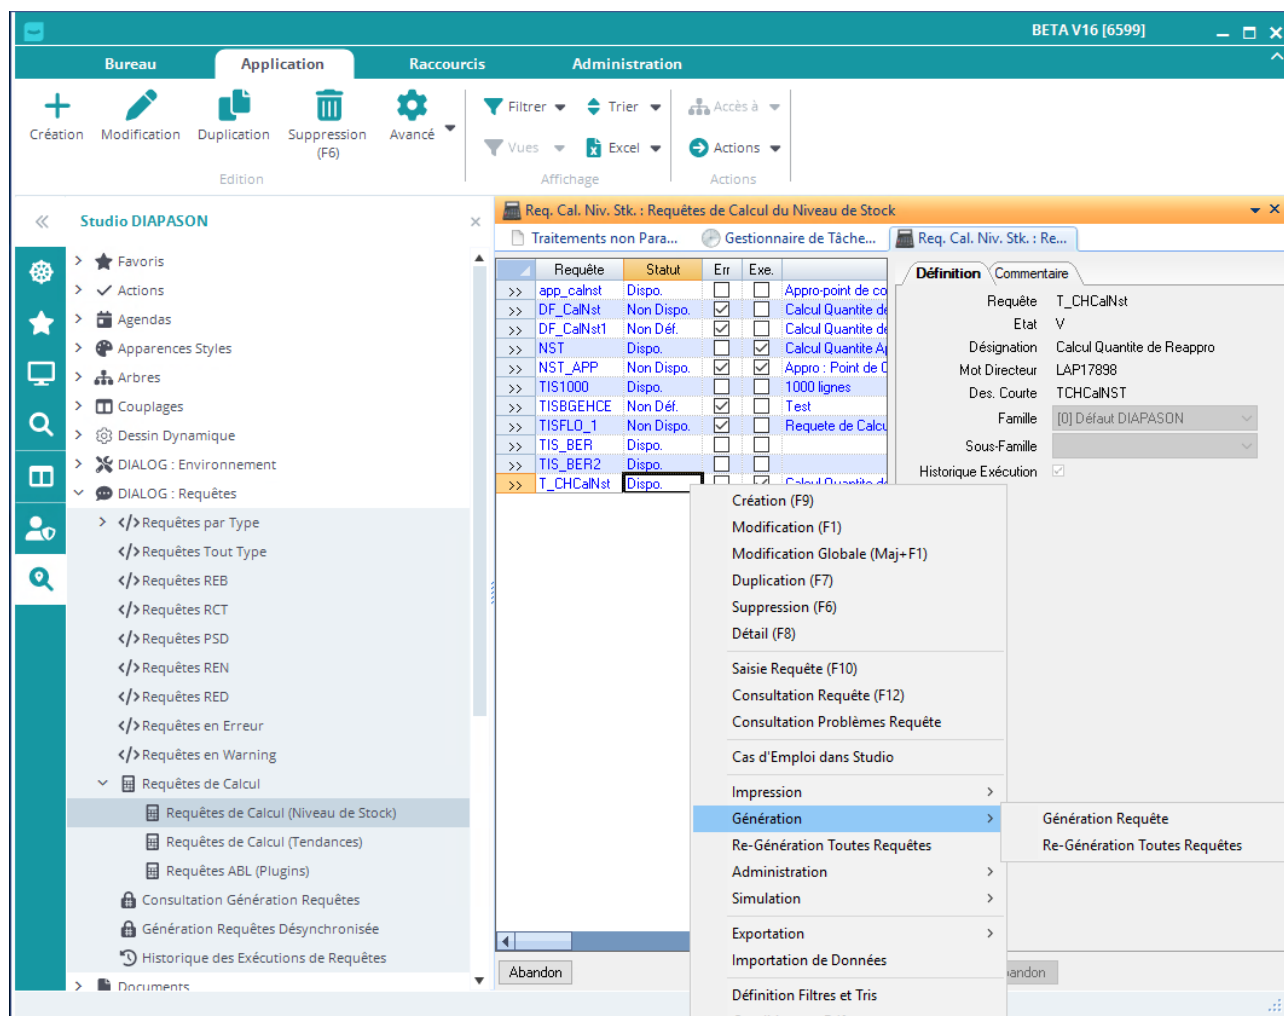 BETA V16 [6599]
Bureau
Application
Raccourcis
Administration
Création
Modification
Duplication
Suppression
(F6)
Avancé
Edition
Filtrer
Trier
Vues
Excel
Affichage
Accès à
Actions
Actions
Studio DIAPASON
Favoris
Actions
Agendas
Apparences Styles
Arbres
Couplages
Dessin Dynamique
DIALOG : Environnement
DIALOG : Requêtes
Requêtes par Type
Requêtes Tout Type
Requêtes REB
Requêtes RCT
Requêtes PSD
Requêtes REN
Requêtes RED
Requêtes en Erreur
Requêtes en Warning
Requêtes de Calcul
Requêtes de Calcul (Niveau de Stock)
Requêtes de Calcul (Tendances)
Requêtes ABL (Plugins)
Consultation Génération Requêtes
Génération Requêtes Désynchronisée
Historique des Exécutions de Requêtes
Documents
Req. Cal. Niv. Stk. : Requêtes de Calcul du Niveau de Stock
Traitements non Para...
Gestionnaire de Tâche...
Req. Cal. Niv. Stk. : Re...
Requête Statut Err Exe.
>> app_calnst Dispo. Appro-point de co
>> DF_CalNst Non Dispo. Calcul Quantite de
>> DF_CalNst1 Non Déf. Calcul Quantite de
>> NST Dispo. Calcul Quantite Ap
>> NST_APP Non Dispo. Appro : Point de C
>> TIS1000 Dispo. 1000 lignes
>> TISBGEHCE Non Déf. Test
>> TISFLO_1 Non Dispo. Requete de Calcu
>> TIS_BER Dispo.
>> TIS_BER2 Dispo.
>> T_CHCalNst Dispo. Calcul Quantite de
Abandon
Définition
Commentaire
Requête T_CHCalNst
Etat V
Désignation Calcul Quantite de Reappro
Mot Directeur LAP17898
Des. Courte TCHCalNST
Famille [0] Défaut DIAPASON
Sous-Famille
Historique Exécution
Création (F9)
Modification (F1)
Modification Globale (Maj+F1)
Duplication (F7)
Suppression (F6)
Détail (F8)
Saisie Requête (F10)
Consultation Requête (F12)
Consultation Problèmes Requête
Cas d'Emploi dans Studio
Impression
Génération
Re-Génération Toutes Requêtes
Administration
Simulation
Exportation
Importation de Données
Définition Filtres et Tris
Génération Requête
Re-Génération Toutes Requêtes
andon